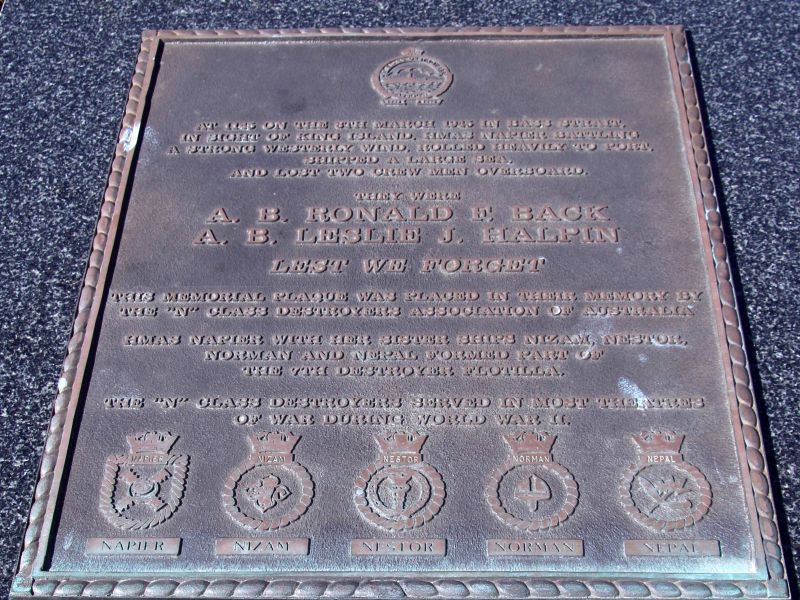 AT 1145 ON THE 5TH MARCH 1945 IN BASS STRAIT,
IN SIGHT OF KING ISLAND, HMAS NAPIER BATTLING
A STRONG WESTERLY WIND, ROLLED HEAVILY TO PORT,
SHIPPED A LARGE SEA,
AND LOST TWO CREW MEN OVERBOARD.
THEY WERE
A. B. RONALD F. BACK
A. B. LESLIE J. HALPIN
LEST WE FORGET
THIS MEMORIAL PLAQUE WAS PLACED IN THEIR MEMORY BY
THE "N" CLASS DESTROYERS ASSOCIATION OF AUSTRALIA
HMAS NAPIER WITH HER SISTER SHIPS NIZAM, NESTOR,
NORMAN AND NEPAL FORMED PART OF
THE 7TH DESTROYER FLOTILLA.
THE "N" CLASS DESTROYERS SERVED IN MOST THEATRES
OF WAR DURING WORLD WAR II.
NAPIER NIZAM NESTOR NORMAN NEPAL
NAPIER NIZAM NESTOR NORMAN NEPAL